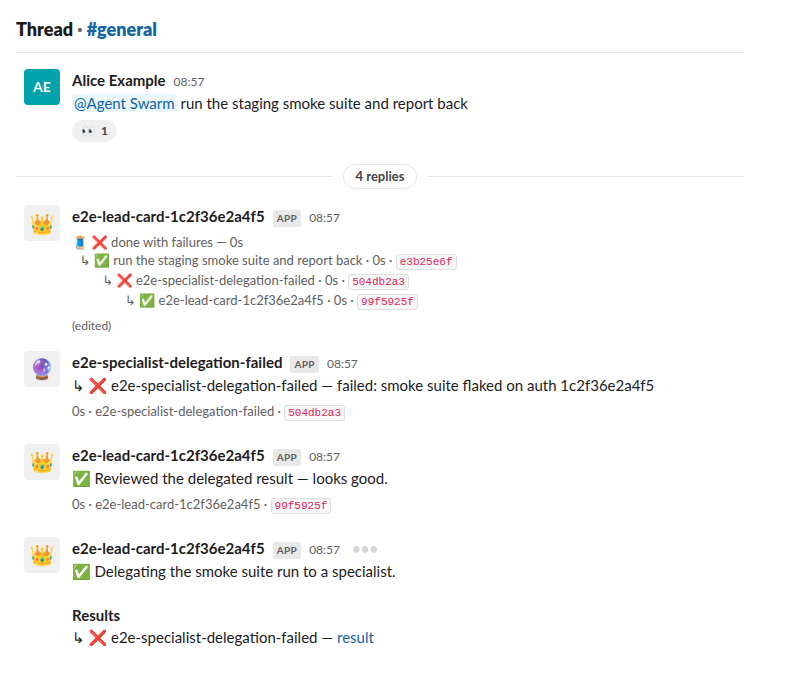 Thread • #general
AE
Alice Example 08:57
@Agent Swarm run the staging smoke suite and report back
👀 1
4 replies
e2e-lead-card-1c2f36e2a4f5 APP 08:57
🧵 ❌ done with failures — 0s
↳ ✅ run the staging smoke suite and report back · 0s · e3b25e6f
↳ ❌ e2e-specialist-delegation-failed · 0s · 504db2a3
↳ ✅ e2e-lead-card-1c2f36e2a4f5 · 0s · 99f5925f
(edited)
e2e-specialist-delegation-failed APP 08:57
↳ ❌ e2e-specialist-delegation-failed — failed: smoke suite flaked on auth 1c2f36e2a4f5
0s · e2e-specialist-delegation-failed · 504db2a3
e2e-lead-card-1c2f36e2a4f5 APP 08:57
✅ Reviewed the delegated result — looks good.
0s · e2e-lead-card-1c2f36e2a4f5 · 99f5925f
e2e-lead-card-1c2f36e2a4f5 APP 08:57
✅ Delegating the smoke suite run to a specialist.
Results
↳ ❌ e2e-specialist-delegation-failed — result